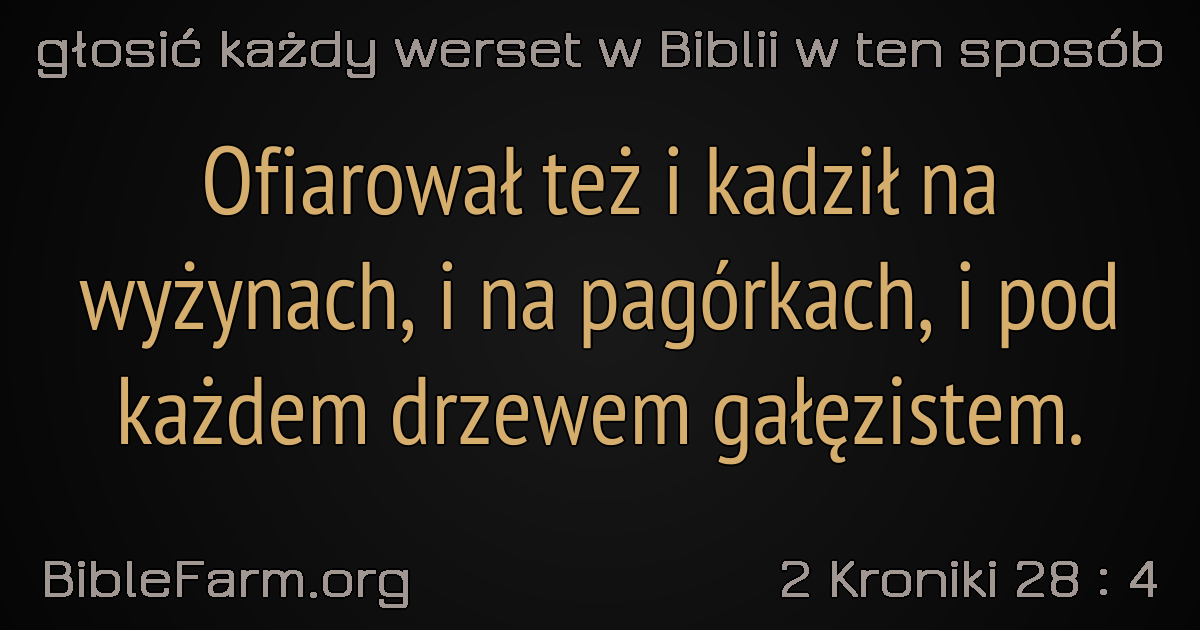 głosić każdy werset w Biblii w ten sposób
Ofiarował też i kadził na
wyżynach, i na pagórkach, i pod
każdem drzewem gałęzistem.
BibleFarm.org
2 Kroniki 28 : 4